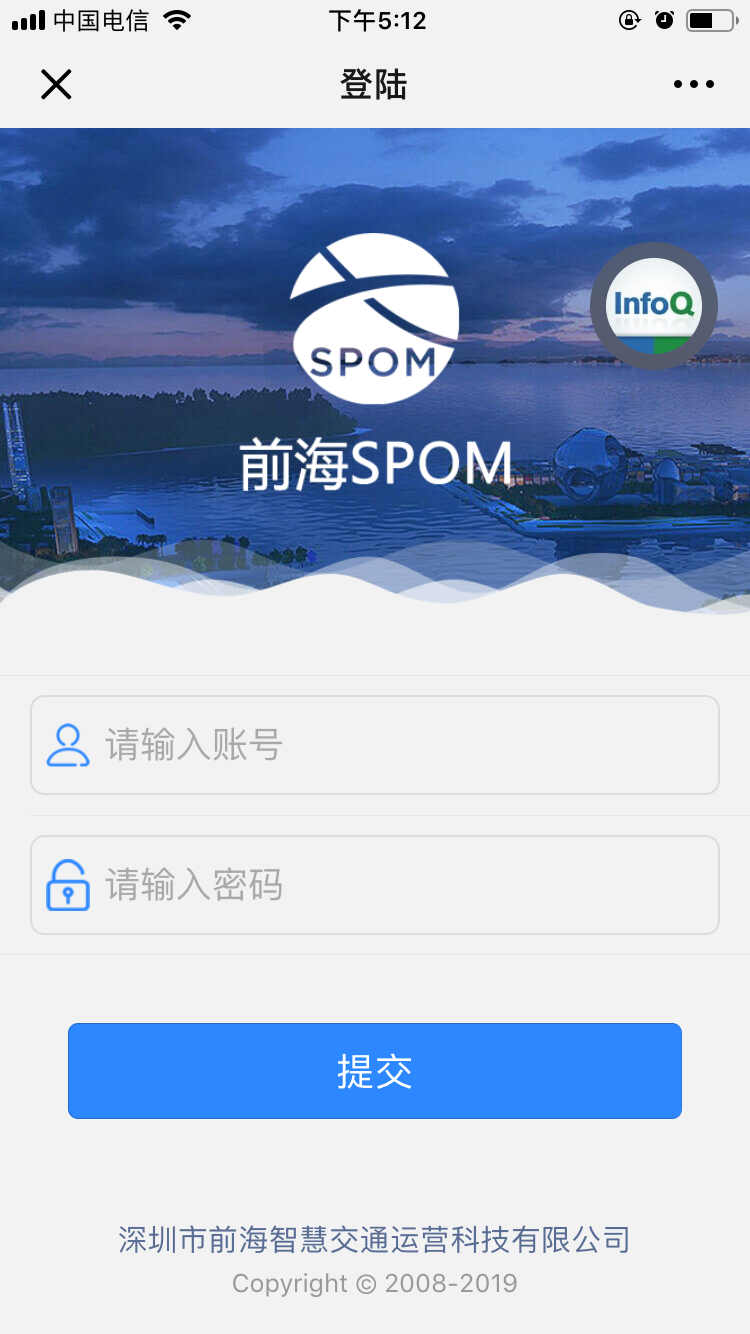 中国电信 下午5:12
登陆
SPOM
InfoQ
前海SPOM
请输入账号
请输入密码
提交
深圳市前海智慧交通运营科技有限公司
Copyright © 2008-2019